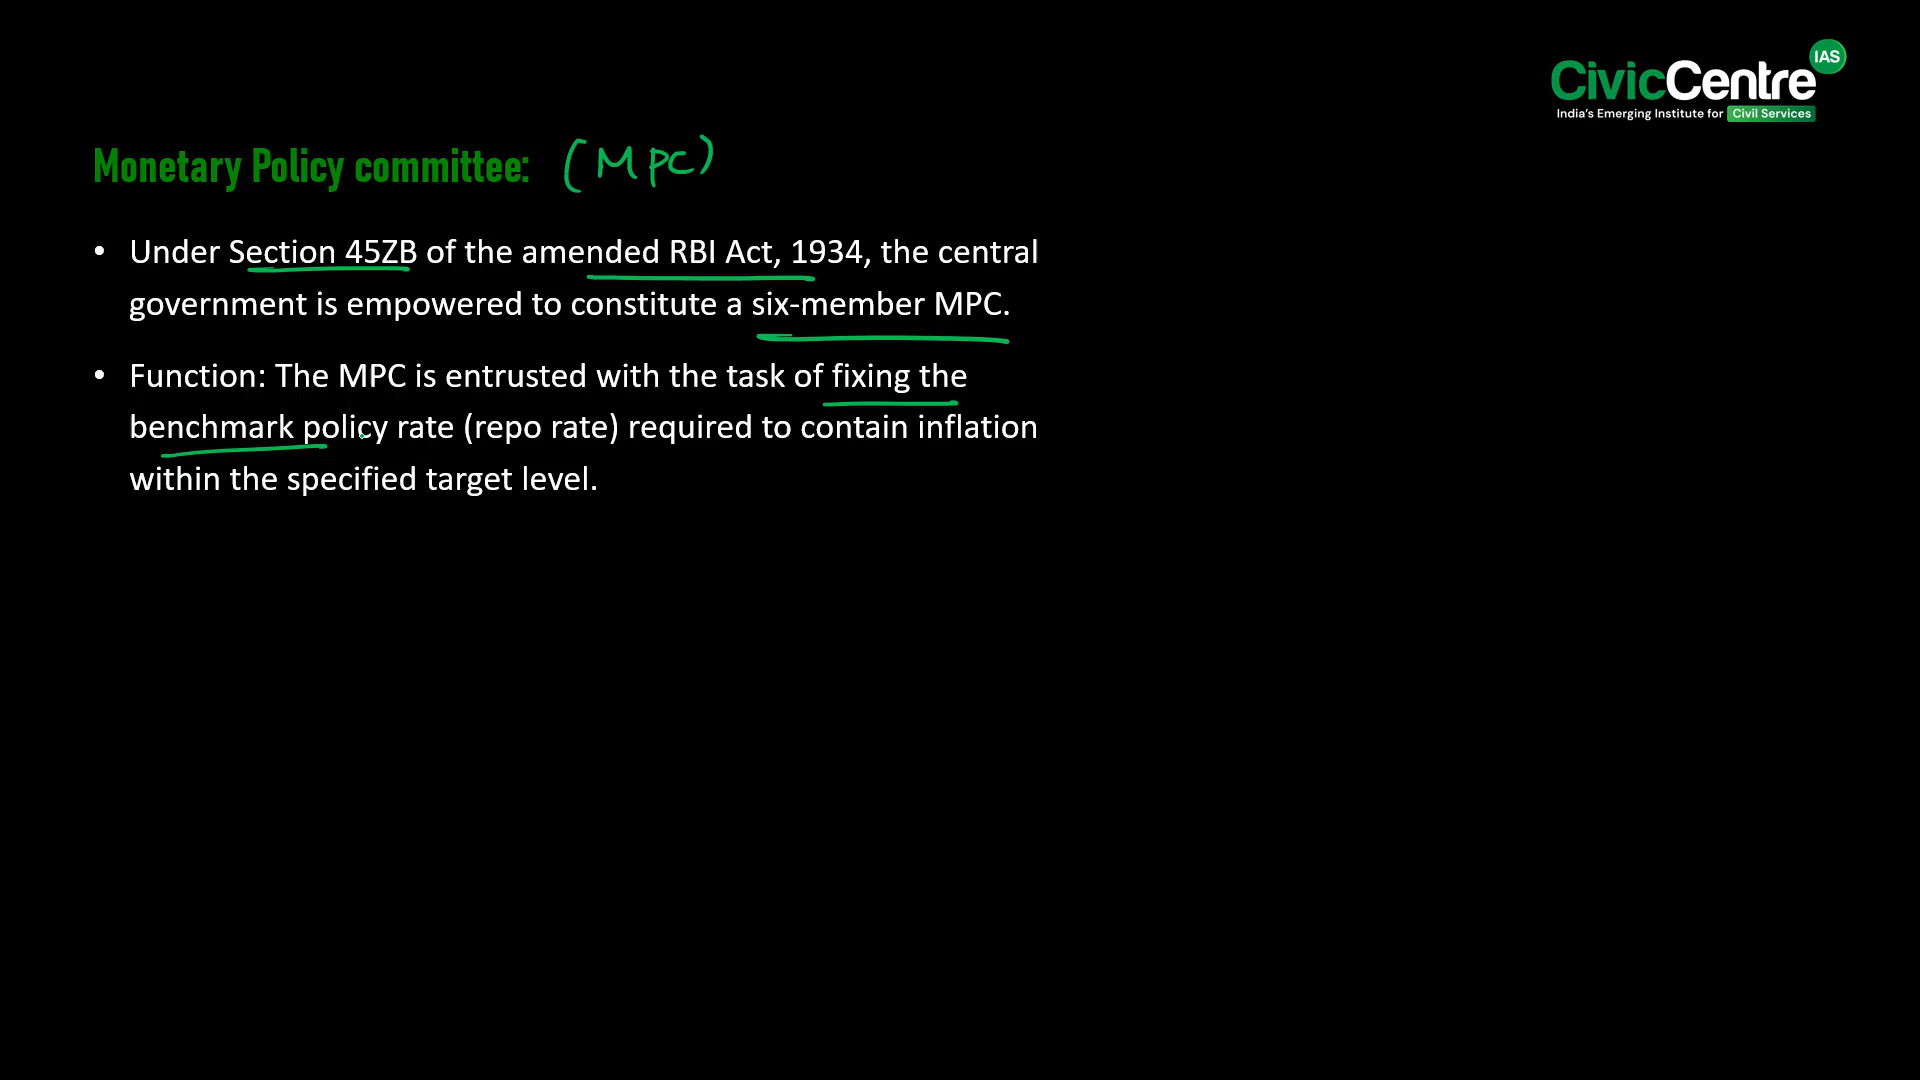 CivicCentre IAS
India's Emerging Institute for Civil Services
Monetary Policy committee: (MPC)
• Under Section 45ZB of the amended RBI Act, 1934, the central
government is empowered to constitute a six-member MPC.
• Function: The MPC is entrusted with the task of fixing the
benchmark policy rate (repo rate) required to contain inflation
within the specified target level.